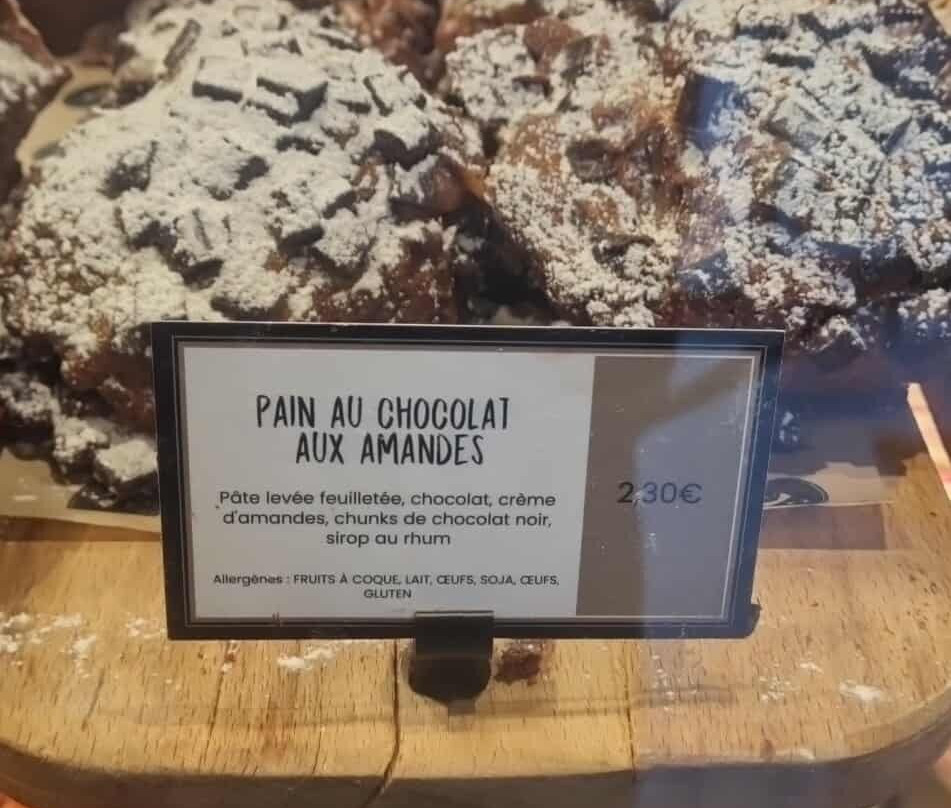 PAIN AU CHOCOLAT
AUX AMANDES
Pâte levée feuilletée, chocolat, crème
d'amandes, chunks de chocolat noir,
sirop au rhum
2,30€
Allergènes : FRUITS À COQUE, LAIT, ŒUFS, SOJA, ŒUFS,
GLUTEN